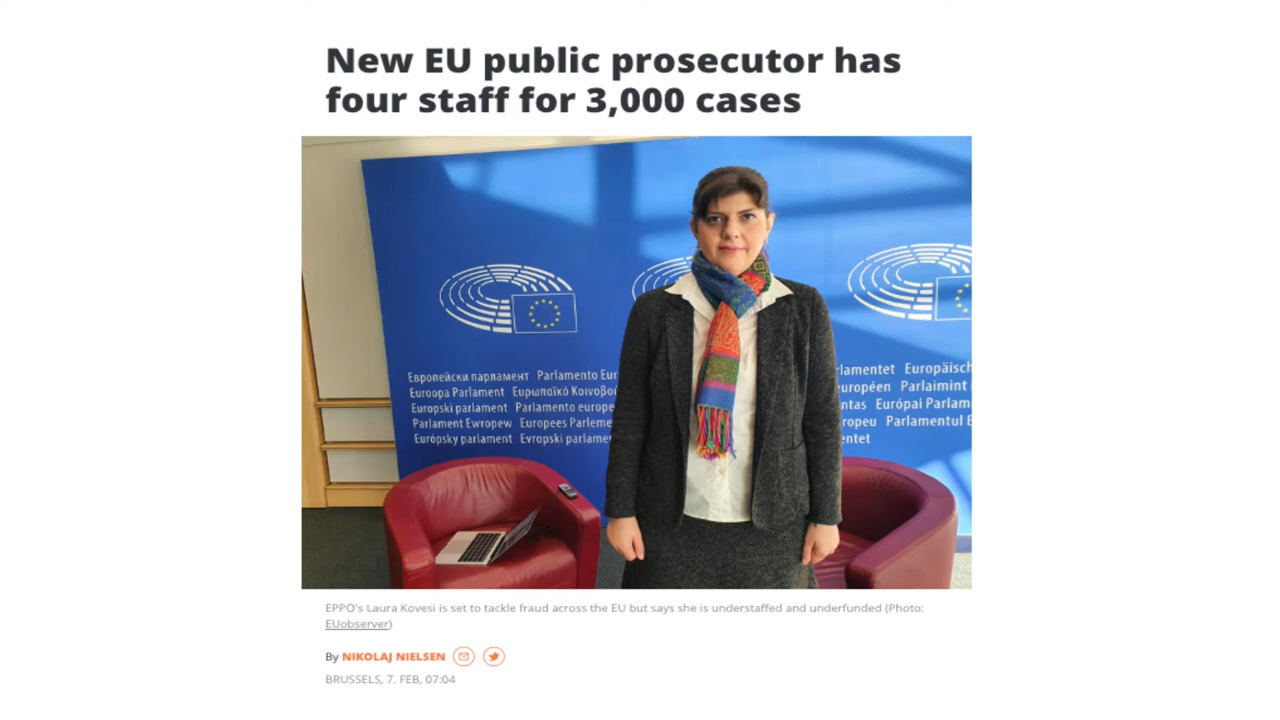 New EU public prosecutor has
four staff for 3,000 cases
Европейски парламент Parlamento Eur
Euroopa Parlament Ευρωπαϊκό Κοινοβού
Europski parlament Parlamento europe
Parlament Ewropew Europees Parleme
Európsky parlament Evropski parlame
rlamentet Europäisch
uropéen Parlaimint
ntas Európai Parlam
ropeu Parlamentul E
entet
EPPO's Laura Kovesi is set to tackle fraud across the EU but says she is understaffed and underfunded (Photo:
EUobserver)
By NIKOLAJ NIELSEN
BRUSSELS, 7. FEB, 07:04